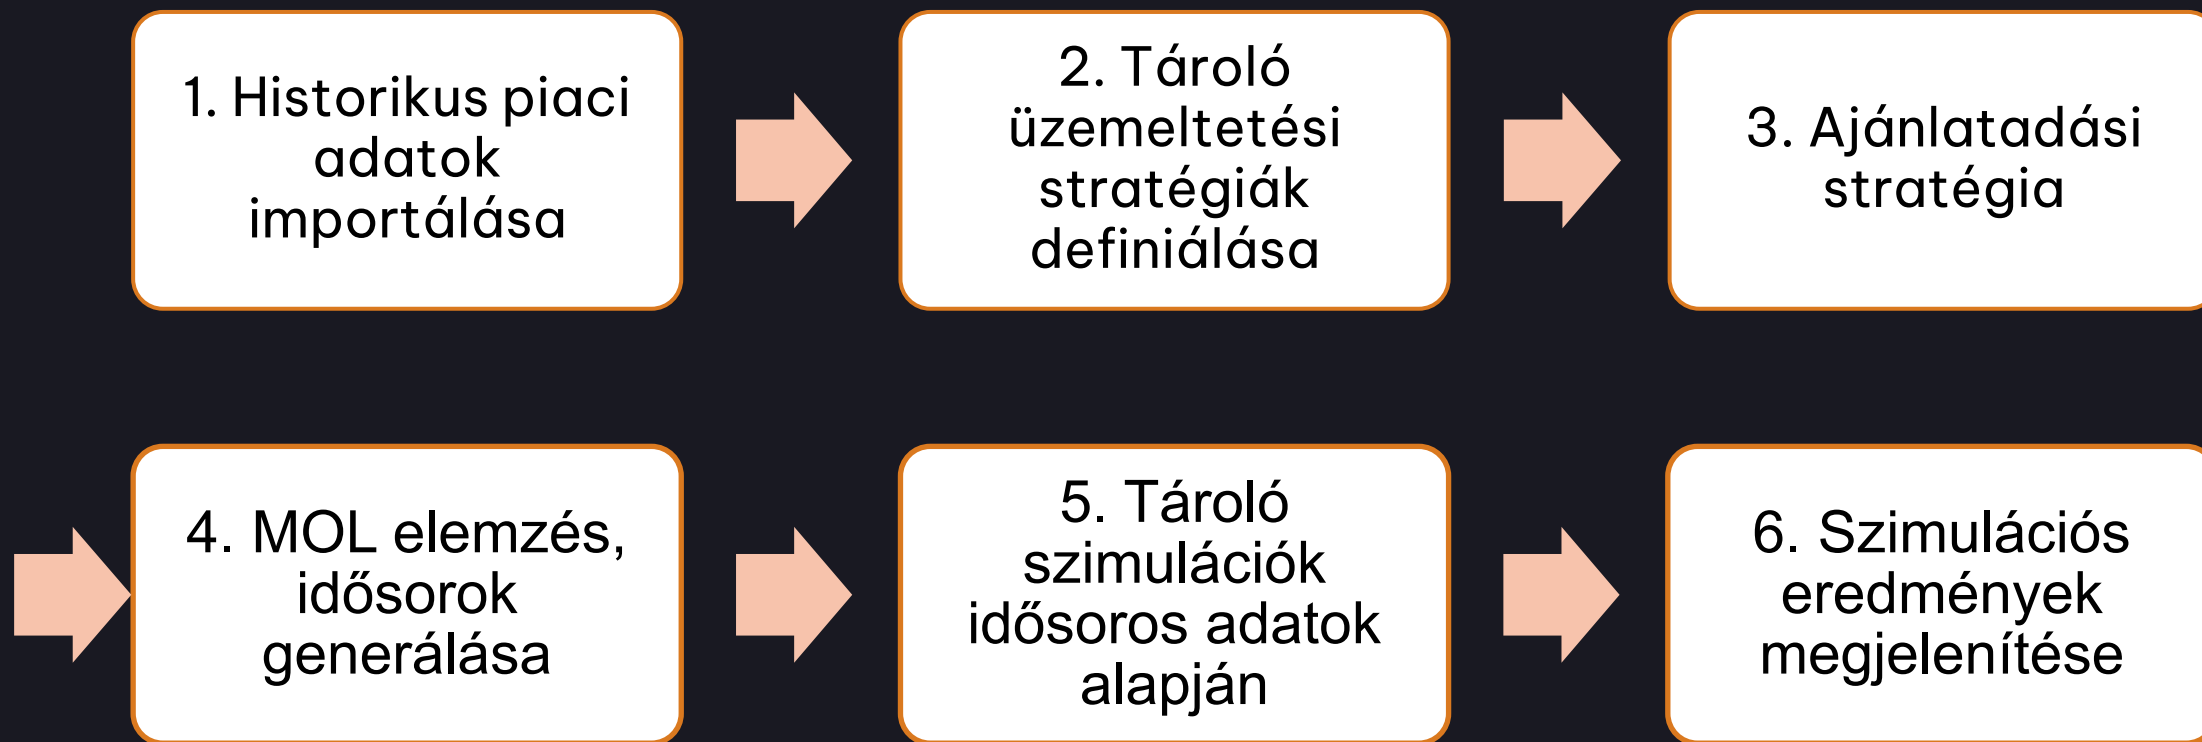 1. Historikus piaci
adatok
importálása
2. Tároló
üzemeltetési
stratégiák
definiálása
3. Ajánlatadási
stratégia
4. MOL elemzés,
idősorok
generálása
5. Tároló
szimulációk
idősoros adatok
alapján
6. Szimulációs
eredmények
megjelenítése